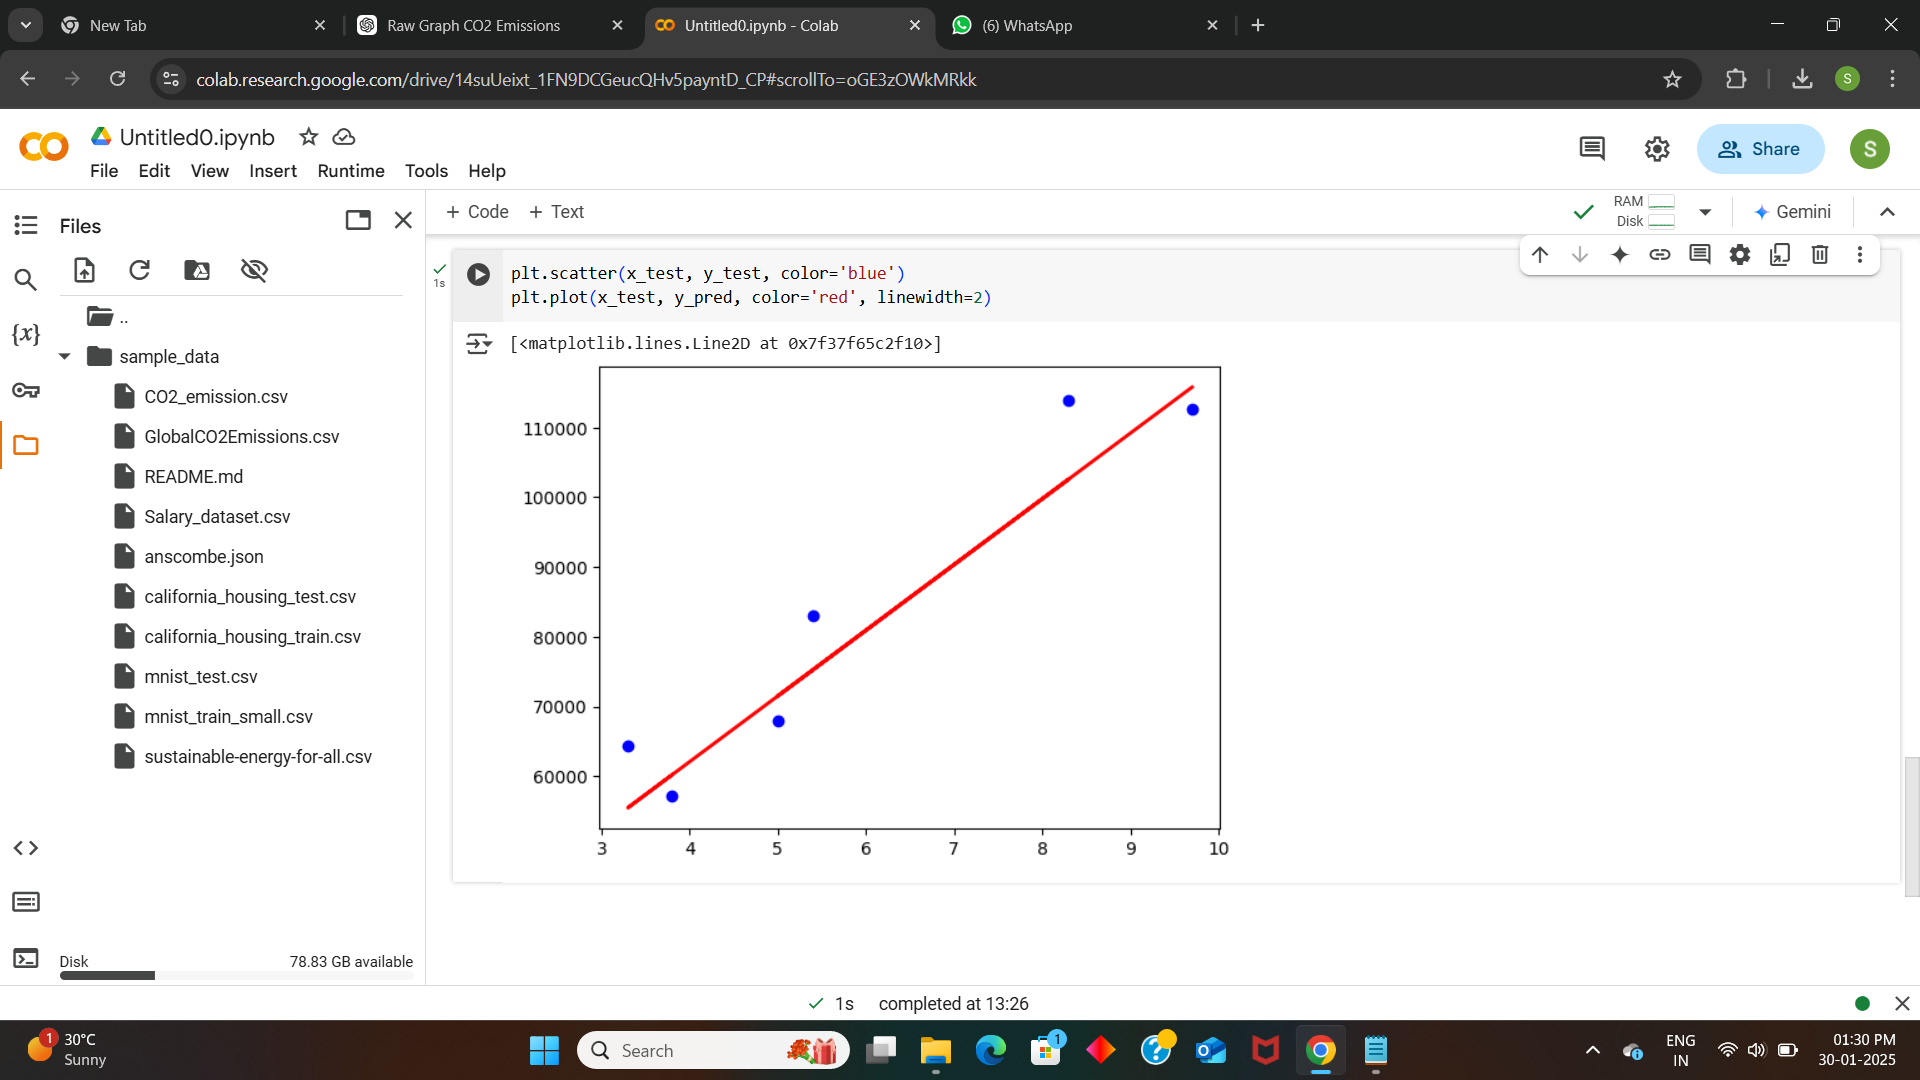 New Tab
Raw Graph CO2 Emissions
Untitled0.ipynb - Colab
(6) WhatsApp
colab.research.google.com/drive/14suUeixt_1FN9DCGeucQHv5payntD_CP#scrollTo=oGE3zOWkMRkk
S
Untitled0.ipynb
File Edit View Insert Runtime Tools Help
Share
S
Files
+ Code + Text
RAM
Disk
Gemini
..
sample_data
CO2_emission.csv
GlobalCO2Emissions.csv
README.md
Salary_dataset.csv
anscombe.json
california_housing_test.csv
california_housing_train.csv
mnist_test.csv
mnist_train_small.csv
sustainable-energy-for-all.csv
{x}
Disk 78.83 GB available
1s
plt.scatter(x_test, y_test, color='blue')
plt.plot(x_test, y_pred, color='red', linewidth=2)
[<matplotlib.lines.Line2D at 0x7f37f65c2f10>]
110000
100000
90000
80000
70000
60000
3 4 5 6 7 8 9 10
1s completed at 13:26
1
30°C
Sunny
Search
1
ENG
IN
01:30 PM
30-01-2025